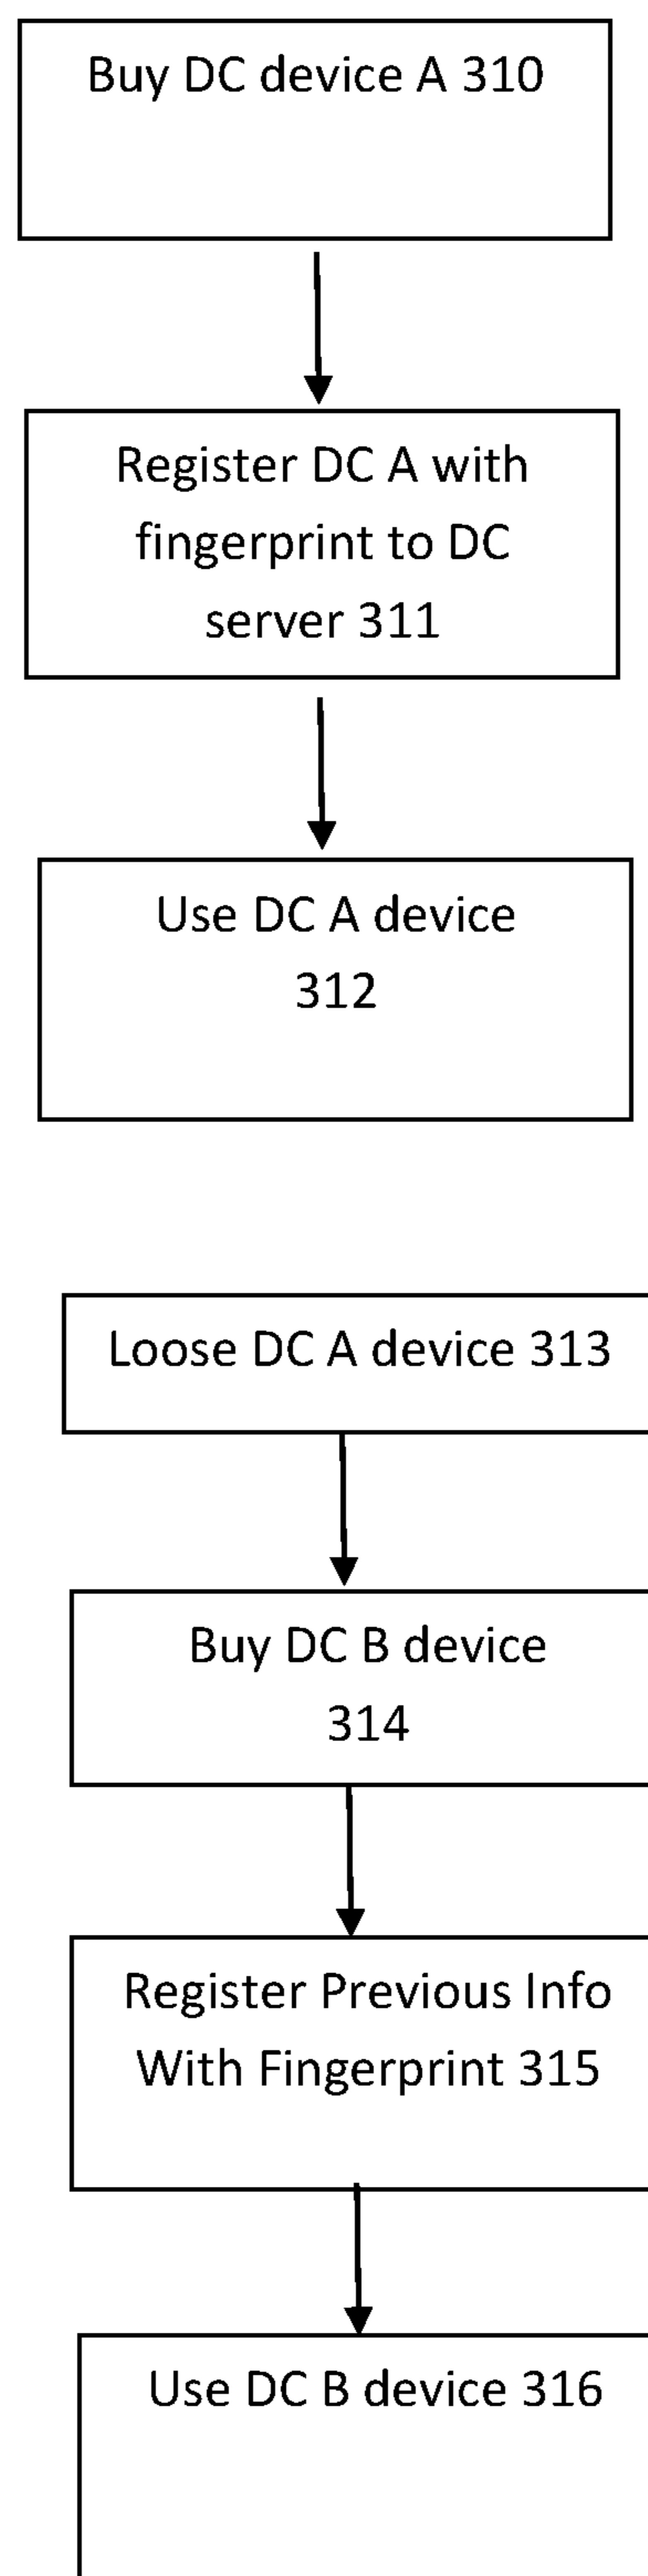 Buy DC device A 310
Register DC A with
fingerprint to DC
server 311
Use DC A device
312
Loose DC A device 313
Buy DC B device
314
Register Previous Info
With Fingerprint 315
Use DC B device 316